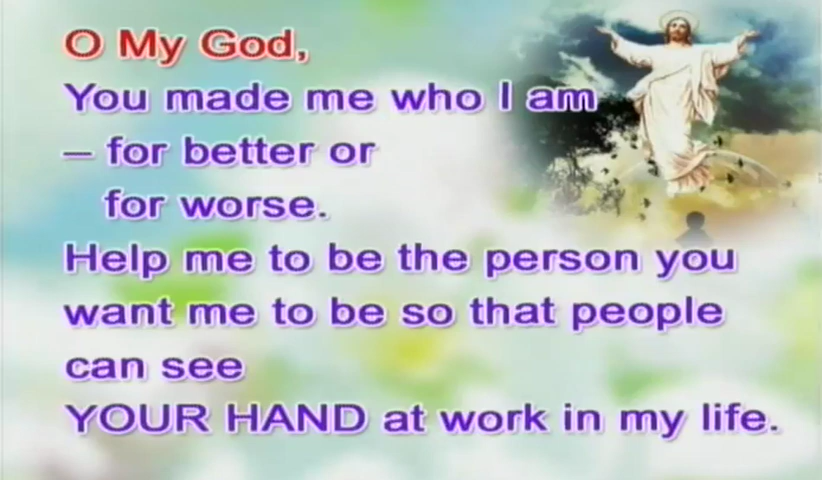 O My God,
You made me who I am
– for better or
for worse.
Help me to be the person you
want me to be so that people
can see
YOUR HAND at work in my life.